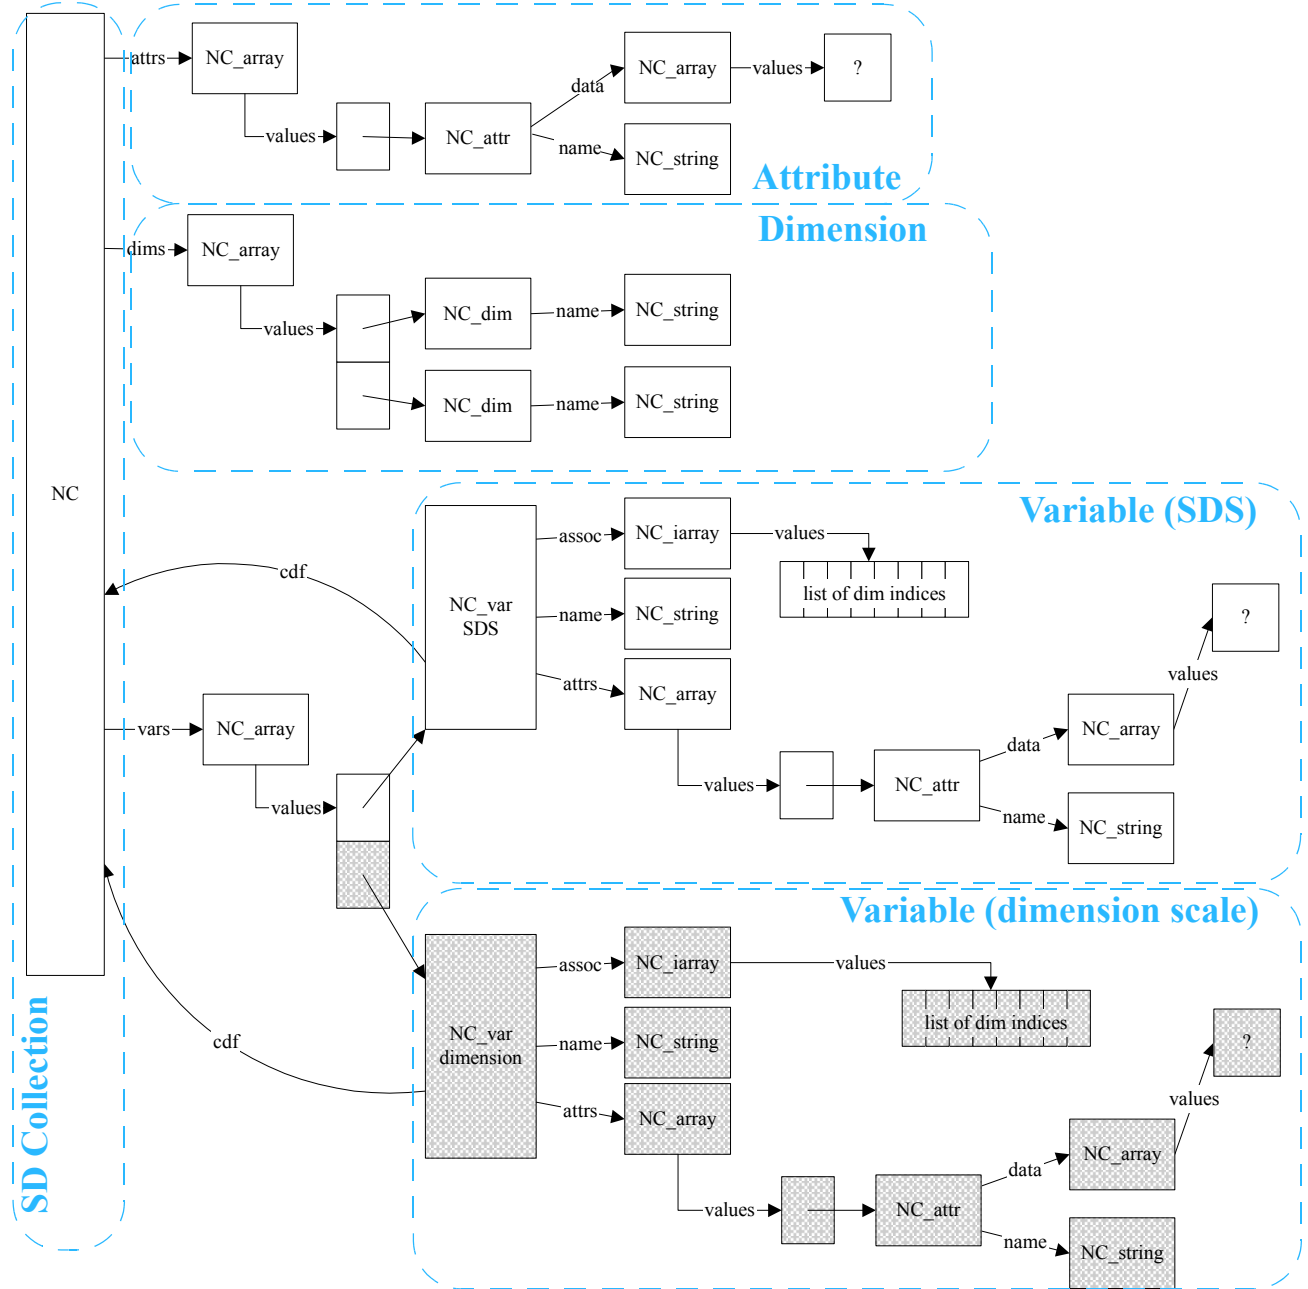 attrs
NC_array
values
NC_attr
data
NC_array
values
?
name
NC_string
Attribute
Dimension
dims
NC_array
values
NC_dim
name
NC_string
NC_dim
name
NC_string
NC
Variable (SDS)
cdf
NC_var
SDS
assoc
NC_iarray
values
list of dim indices
name
NC_string
attrs
NC_array
values
NC_attr
data
NC_array
values
?
name
NC_string
vars
NC_array
values
Variable (dimension scale)
cdf
NC_var
dimension
assoc
NC_iarray
values
list of dim indices
name
NC_string
attrs
NC_array
values
NC_attr
data
NC_array
values
?
name
NC_string
SD Collection